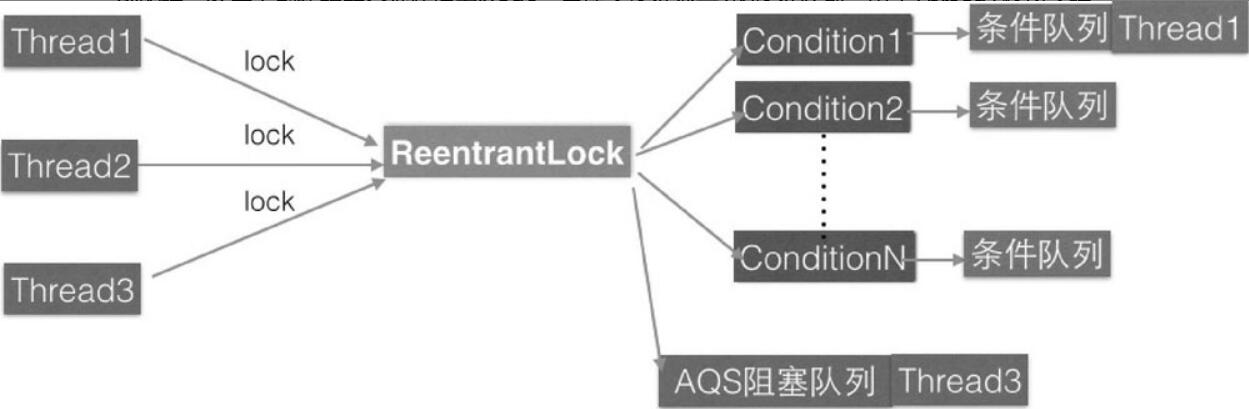 Thread1
lock
Condition1
条件队列 Thread1
Condition2
条件队列
lock
Thread2
ReentrantLock
lock
ConditionN
条件队列
Thread3
AQS阻塞队列 Thread3